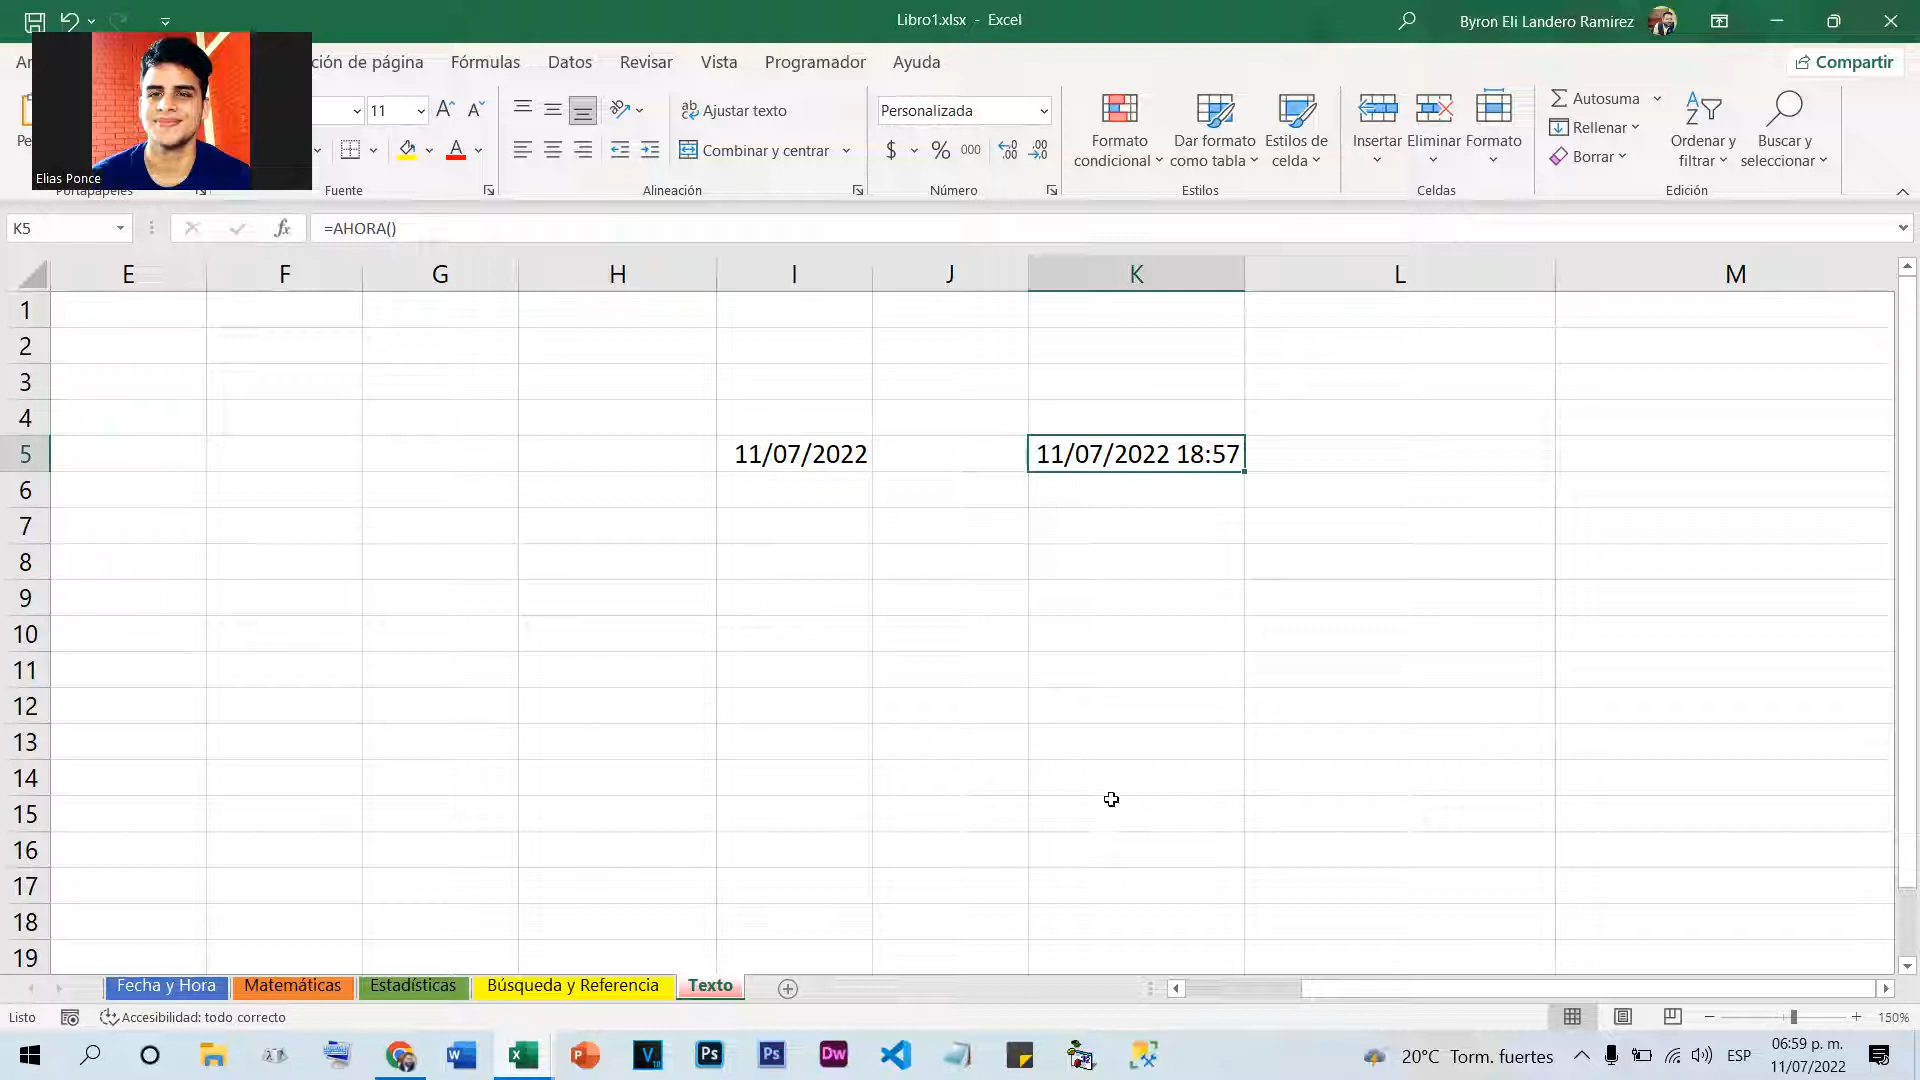 Libro1.xlsx - Excel
Byron Eli Landero Ramirez
ción de página
Fórmulas
Datos
Revisar
Vista
Programador
Ayuda
Compartir
11
Ajustar texto
Combinar y centrar
Personalizada
$ % 000
Formato condicional
Dar formato como tabla
Estilos de celda
Insertar
Eliminar
Formato
Autosuma
Rellenar
Borrar
Ordenar y filtrar
Buscar y seleccionar
Elias Ponce
Portapapeles
Fuente
Alineación
Número
Estilos
Celdas
Edición
K5
fx
=AHORA()
E F G H I J K L M
1
2
3
4
5 11/07/2022 11/07/2022 18:57
6
7
8
9
10
11
12
13
14
15
16
17
18
19
Fecha y Hora
Matemáticas
Estadísticas
Búsqueda y Referencia
Texto
Listo
Accesibilidad: todo correcto
150%
20°C Torm. fuertes
ESP
06:59 p. m.
11/07/2022